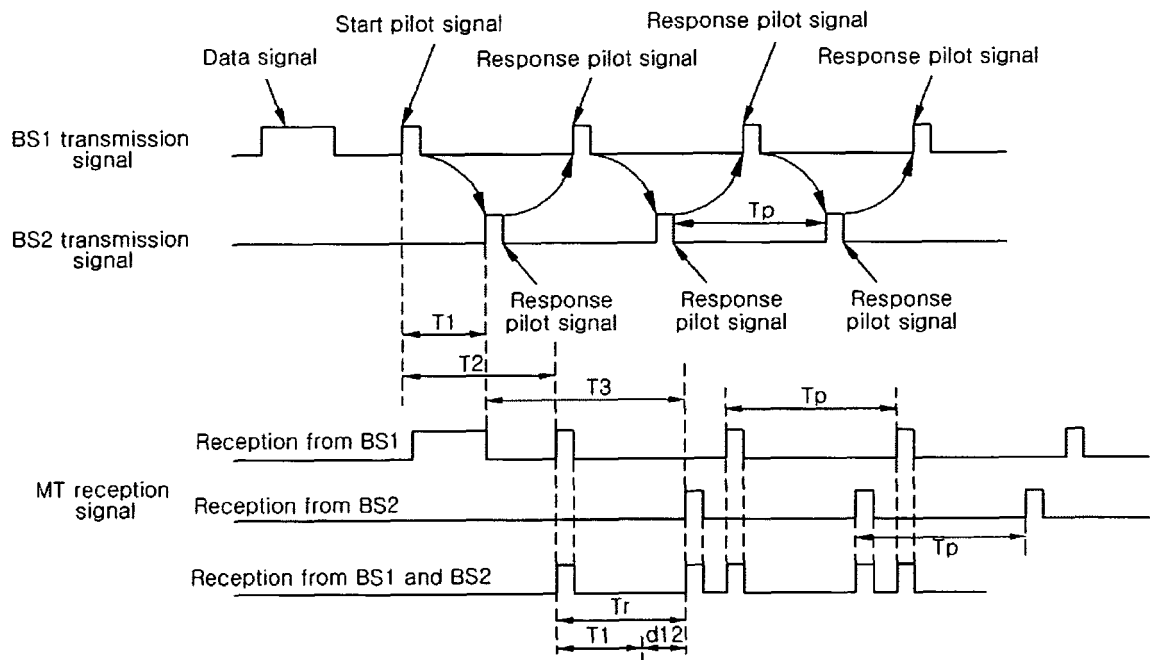 Start pilot signal
Response pilot signal
Data signal
Response pilot signal
Response pilot signal
BS1 transmission
signal
Tp
BS2 transmission
signal
Response
pilot signal
Response
pilot signal
Response
pilot signal
T1
T2
T3
Tp
Reception from BS1
MT reception
signal
Reception from BS2
Tp
Reception from BS1 and BS2
Tr
T1
d12